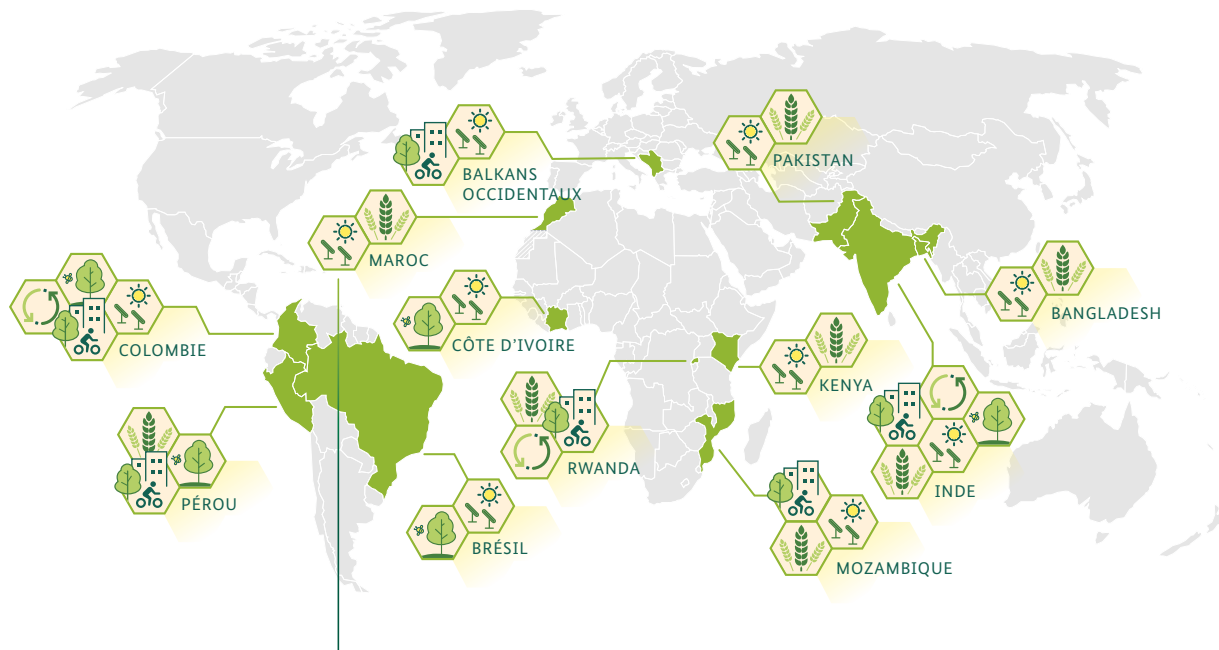 PAKISTAN
BALKANS
OCCIDENTAUX
MAROC
BANGLADESH
COLOMBIE
CÔTE D'IVOIRE
KENYA
RWANDA
INDE
PÉROU
BRÉSIL
MOZAMBIQUE